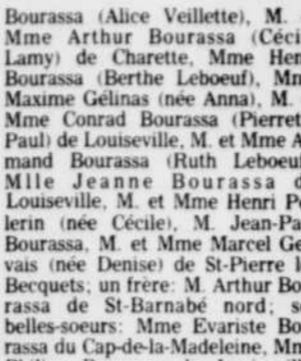 Bourassa (Alice Veillette), M.
Mme Arthur Bourassa (Céci
Lamy) de Charette, Mme Hen
Bourassa (Berthe Leboeuf), Mm
Maxime Gélinas (née Anna), M.
Mme Conrad Bourassa (Pierret
Paul) de Louiseville, M. et Mme A
mand Bourassa (Ruth Leboeuf
Mlle Jeanne Bourassa d
Louiseville, M. et Mme Henri Pe
lerin (née Cécile), M. Jean-Pa
Bourassa, M. et Mme Marcel Ge
vais (née Denise) de St-Pierre l
Becquets; un frère: M. Arthur Bo
rassa de St-Barnabé nord; se
belles-soeurs: Mme Evariste Bo
rassa du Cap-de-la-Madeleine, Mm